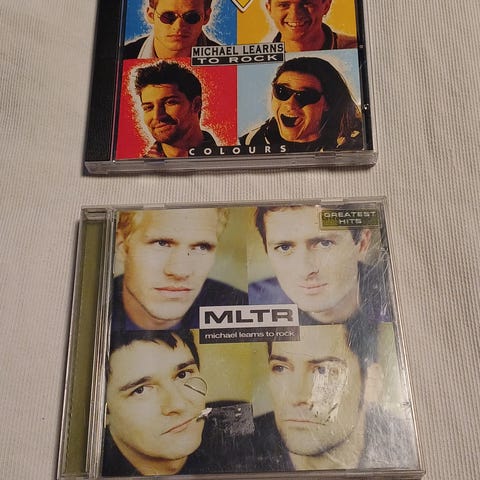 MICHAEL LEARNS
TO ROCK
COLOURS
GREATEST
HITS
MLTR
michael learns to rock